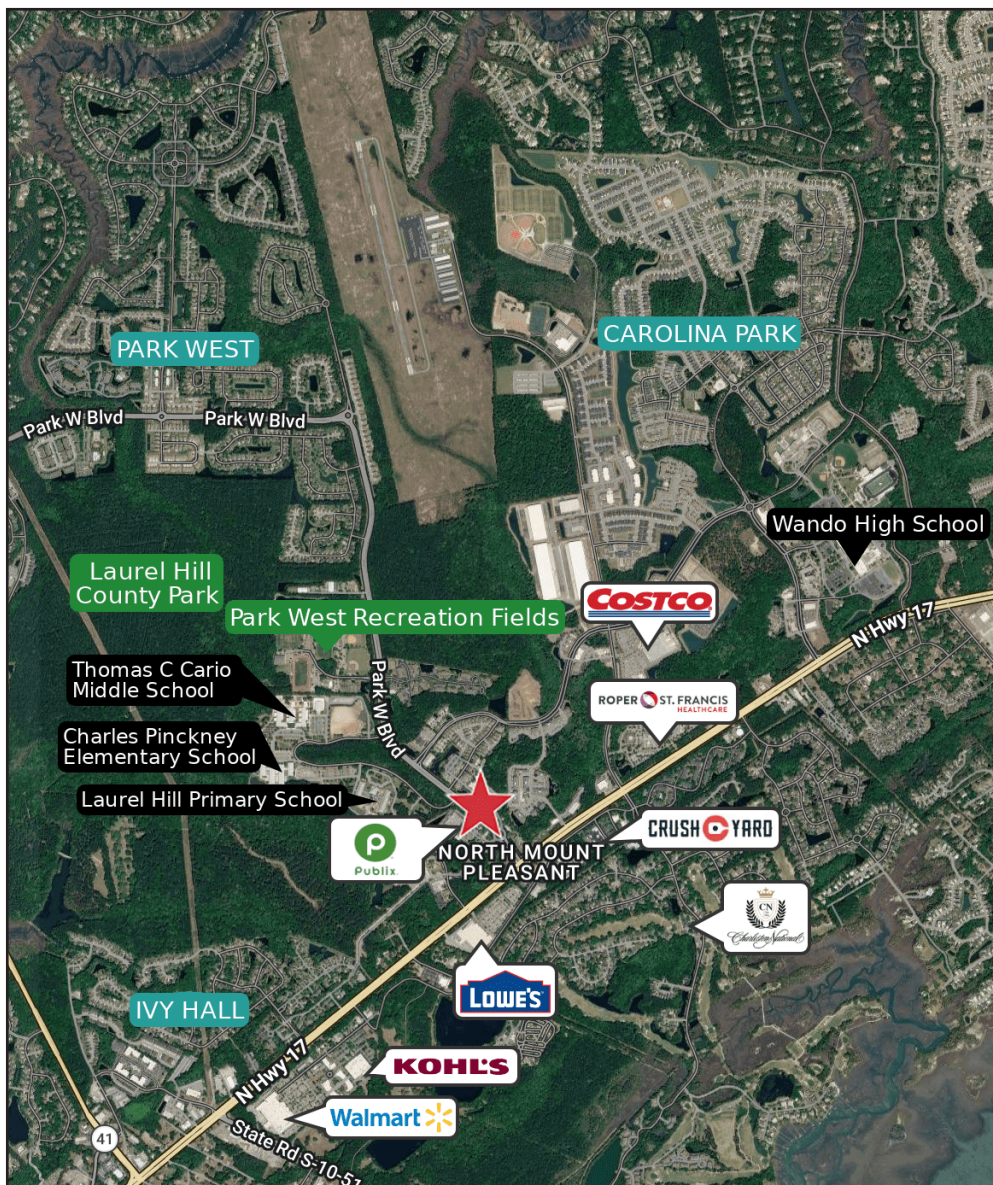 PARK WEST
CAROLINA PARK
Park W Blvd
Park W Blvd
Wando High School
Laurel Hill
County Park
COSTCO
Park West Recreation Fields
N Hwy 17
Thomas C Cario
Middle School
Park W Blvd
ROPER ST. FRANCIS
HEALTHCARE
Charles Pinckney
Elementary School
Laurel Hill Primary School
P
Publix
CRUSH YARD
NORTH MOUNT
PLEASANT
CN
Charleston National
LOWE'S
IVY HALL
N Hwy 17
KOHL'S
Walmart
41
State Rd S-10-51